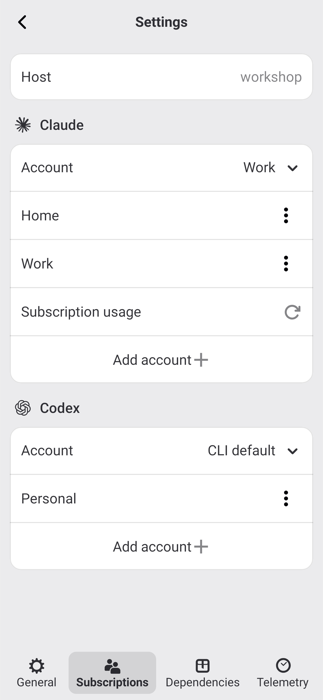 Settings
Host workshop
Claude
Account Work
Home
Work
Subscription usage
Add account
Codex
Account CLI default
Personal
Add account
General Subscriptions Dependencies Telemetry